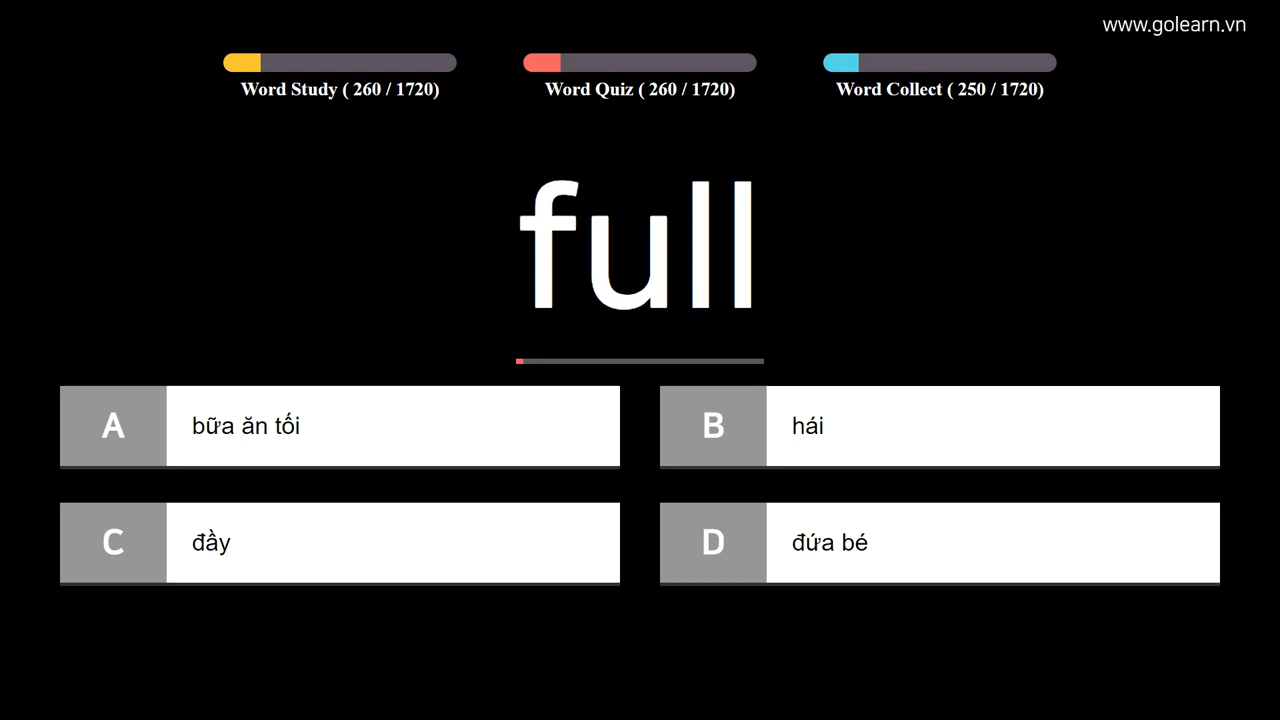 www.golearn.vn
Word Study ( 260 / 1720)
Word Quiz ( 260 / 1720)
Word Collect ( 250 / 1720)
full
A
bữa ăn tối
B
hái
C
đầy
D
đứa bé